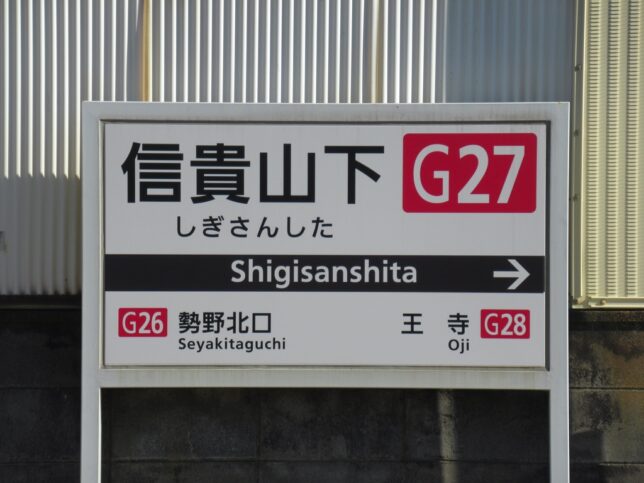 信貴山下 G27
しぎさんした
Shigisanshita →
G26 勢野北口 王寺 G28
Seyakitaguchi Oji